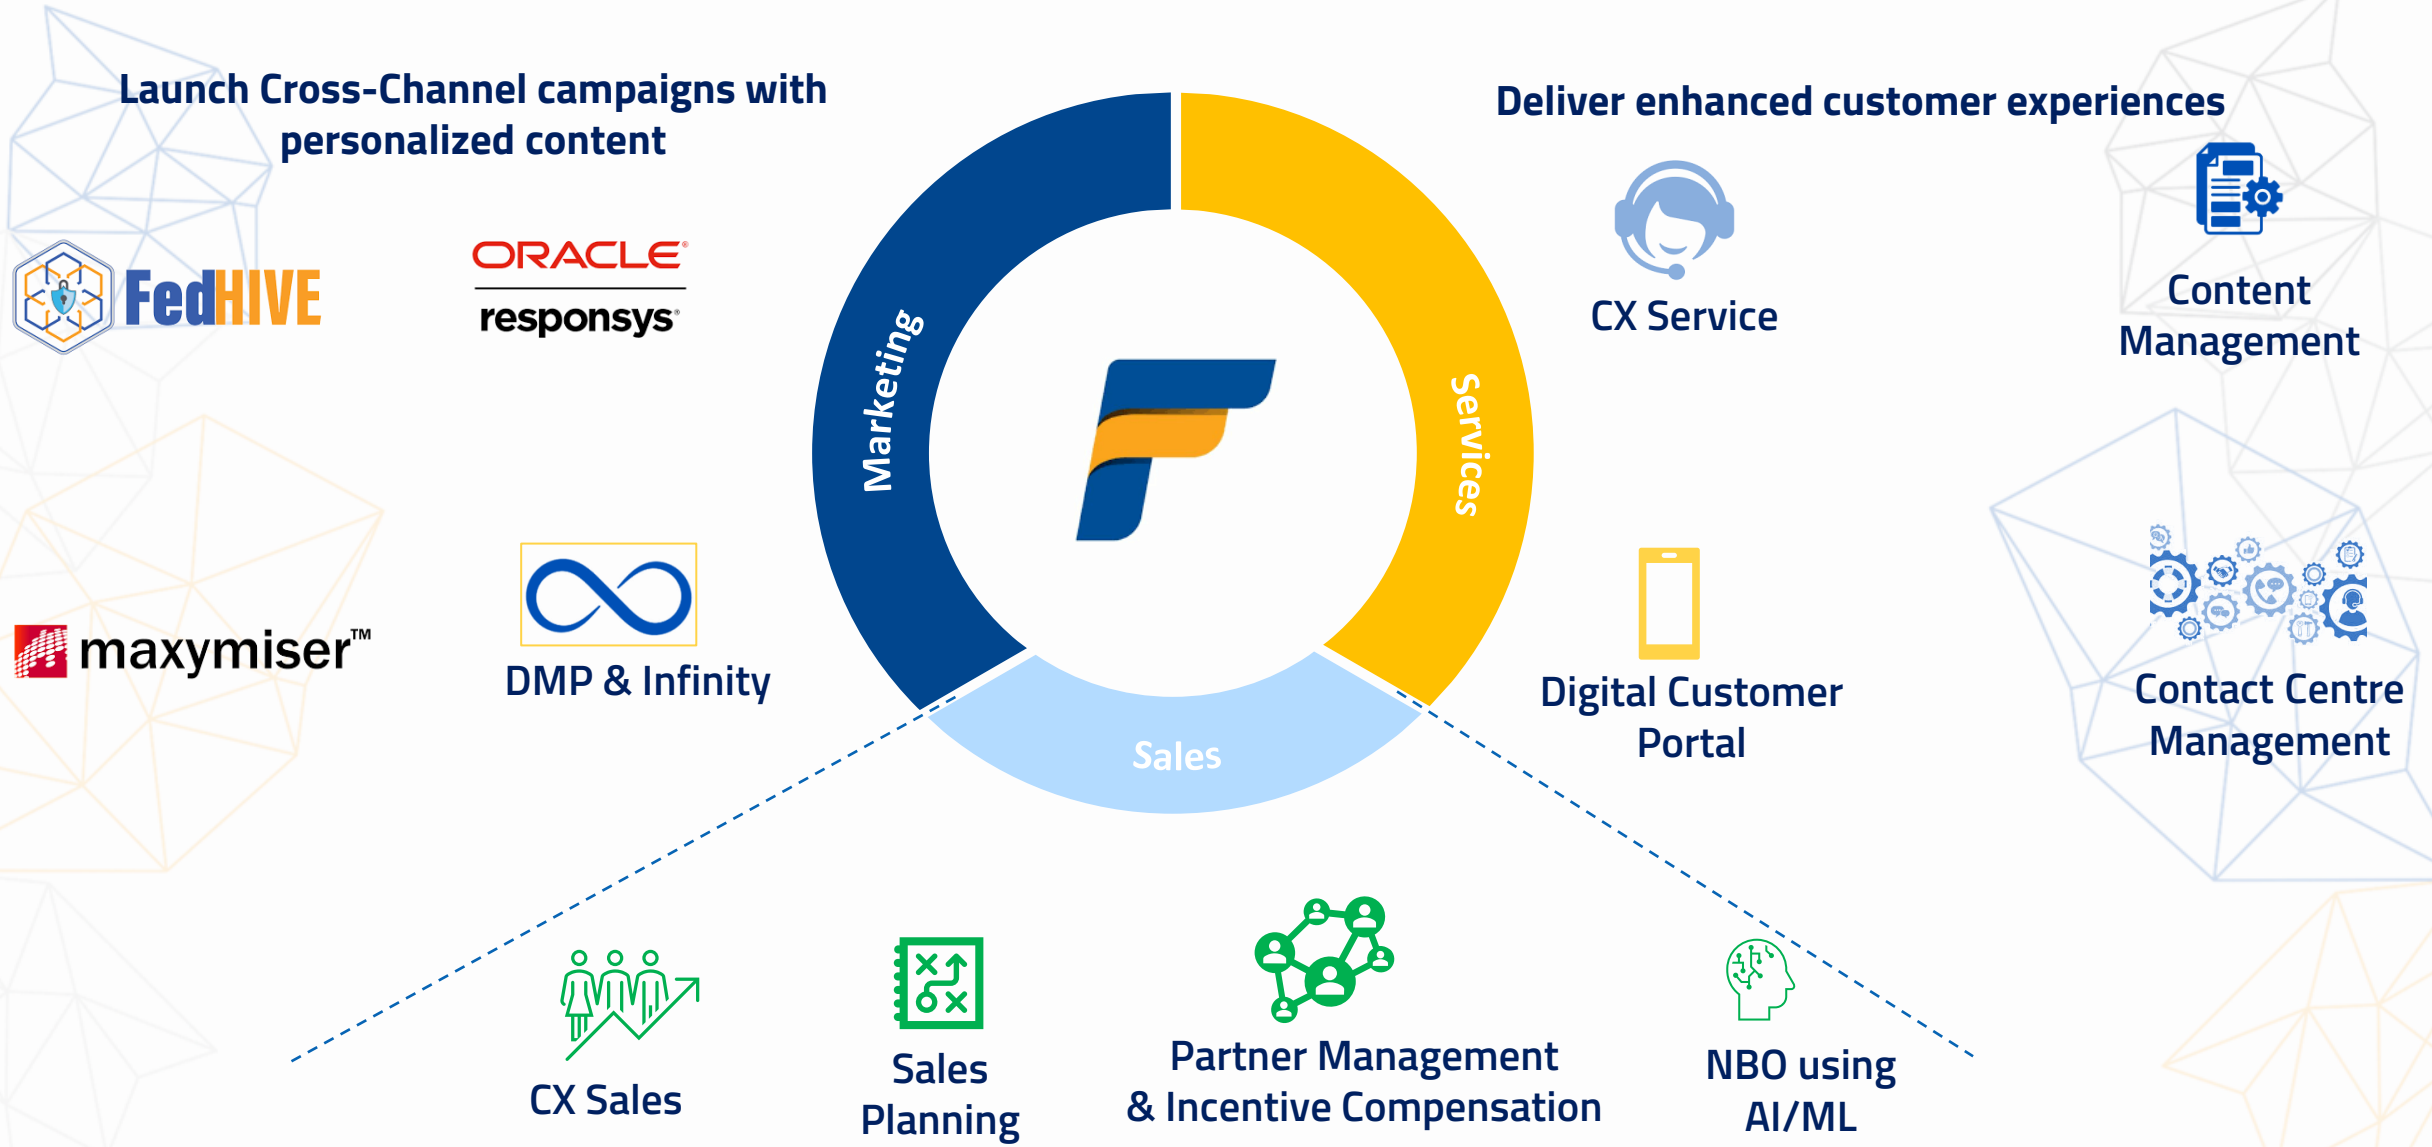 Launch Cross-Channel campaigns with
personalized content
FedHIVE
ORACLE®
responsys®
maxymiser™
DMP & Infinity
Marketing
Services
Sales
Deliver enhanced customer experiences
CX Service
Content
Management
Digital Customer
Portal
Contact Centre
Management
CX Sales
Sales
Planning
Partner Management
& Incentive Compensation
NBO using
AI/ML